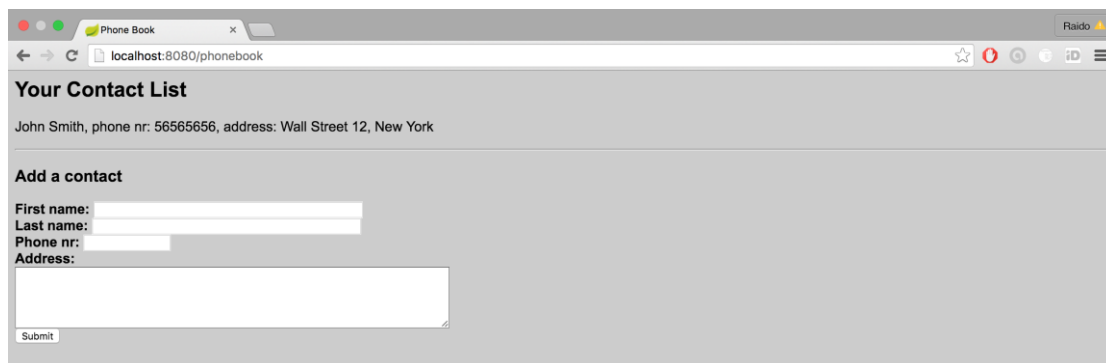 Phone Book
Raido
localhost:8080/phonebook
iD
Your Contact List
John Smith, phone nr: 56565656, address: Wall Street 12, New York
Add a contact
First name:
Last name:
Phone nr:
Address:
Submit